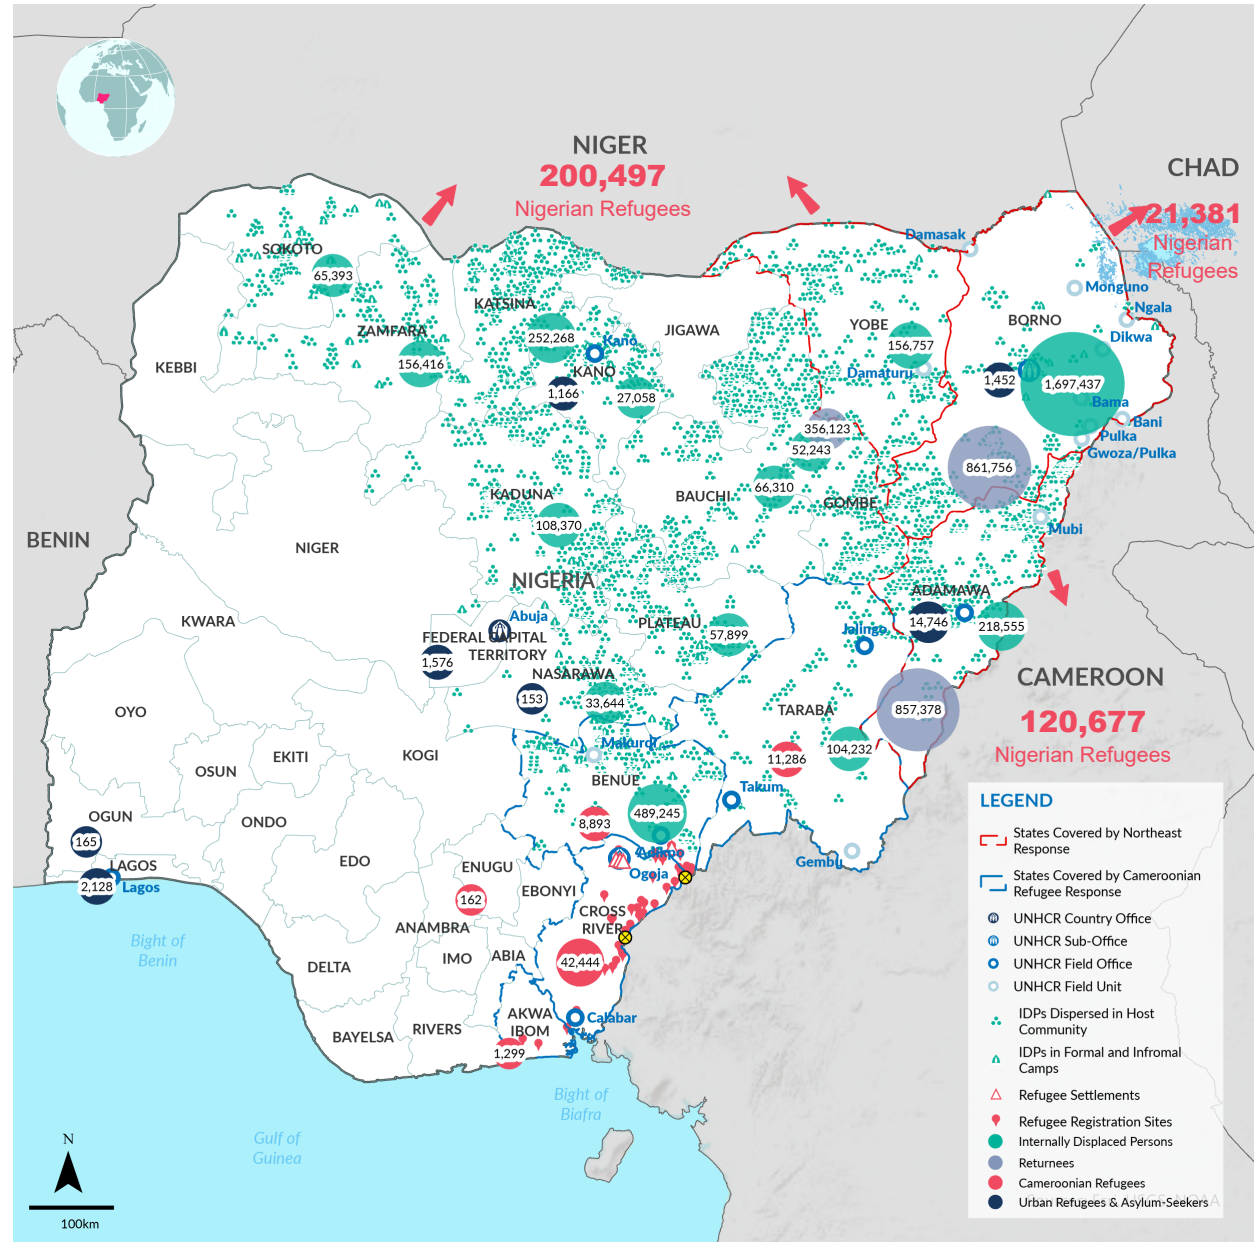 NIGER
200,497
Nigerian Refugees
CHAD
21,381
Nigerian
Refugees
Damasak
SOKOTO
65,393
Monguno
KATSINA
Ngala
BORNO
YOBE
ZAMFARA
JIGAWA
252,268
Kano
156,757
Dikwa
KEBBI
156,416
KANO
Damaturu
1,452
1,697,437
1,166
27,058
Bama
Bani
356,123
Pulka
52,243
Gwoza/Pulka
861,756
66,310
KADUNA
BAUCHI
GOMBE
108,370
Mubi
BENIN
NIGER
NIGERIA
ADAMAWA
Abuja
KWARA
PLATEAU
57,899
14,746
218,555
Jalingo
FEDERAL CAPITAL
TERRITORY
1,576
NASARAWA
CAMEROON
120,677
Nigerian Refugees
153
33,644
OYO
TARABA
857,378
Makurdi
104,232
KOGI
EKITI
11,286
OSUN
BENUE
Takum
OGUN
ONDO
8,893
489,245
165
Adikpo
LAGOS
EDO
ENUGU
Gembu
2,128
Lagos
Ogoja
EBONYI
162
CROSS
RIVER
ANAMBRA
Bight of
Benin
IMO
ABIA
42,444
DELTA
AKWA
IBOM
Calabar
BAYELSA
RIVERS
1,299
Bight of
Biafra
Gulf of
Guinea
N
100km
LEGEND
States Covered by Northeast
Response
States Covered by Cameroonian
Refugee Response
UNHCR Country Office
UNHCR Sub-Office
UNHCR Field Office
UNHCR Field Unit
IDPs Dispersed in Host
Community
IDPs in Formal and Infromal
Camps
Refugee Settlements
Refugee Registration Sites
Internally Displaced Persons
Returnees
Cameroonian Refugees
Urban Refugees & Asylum-Seekers